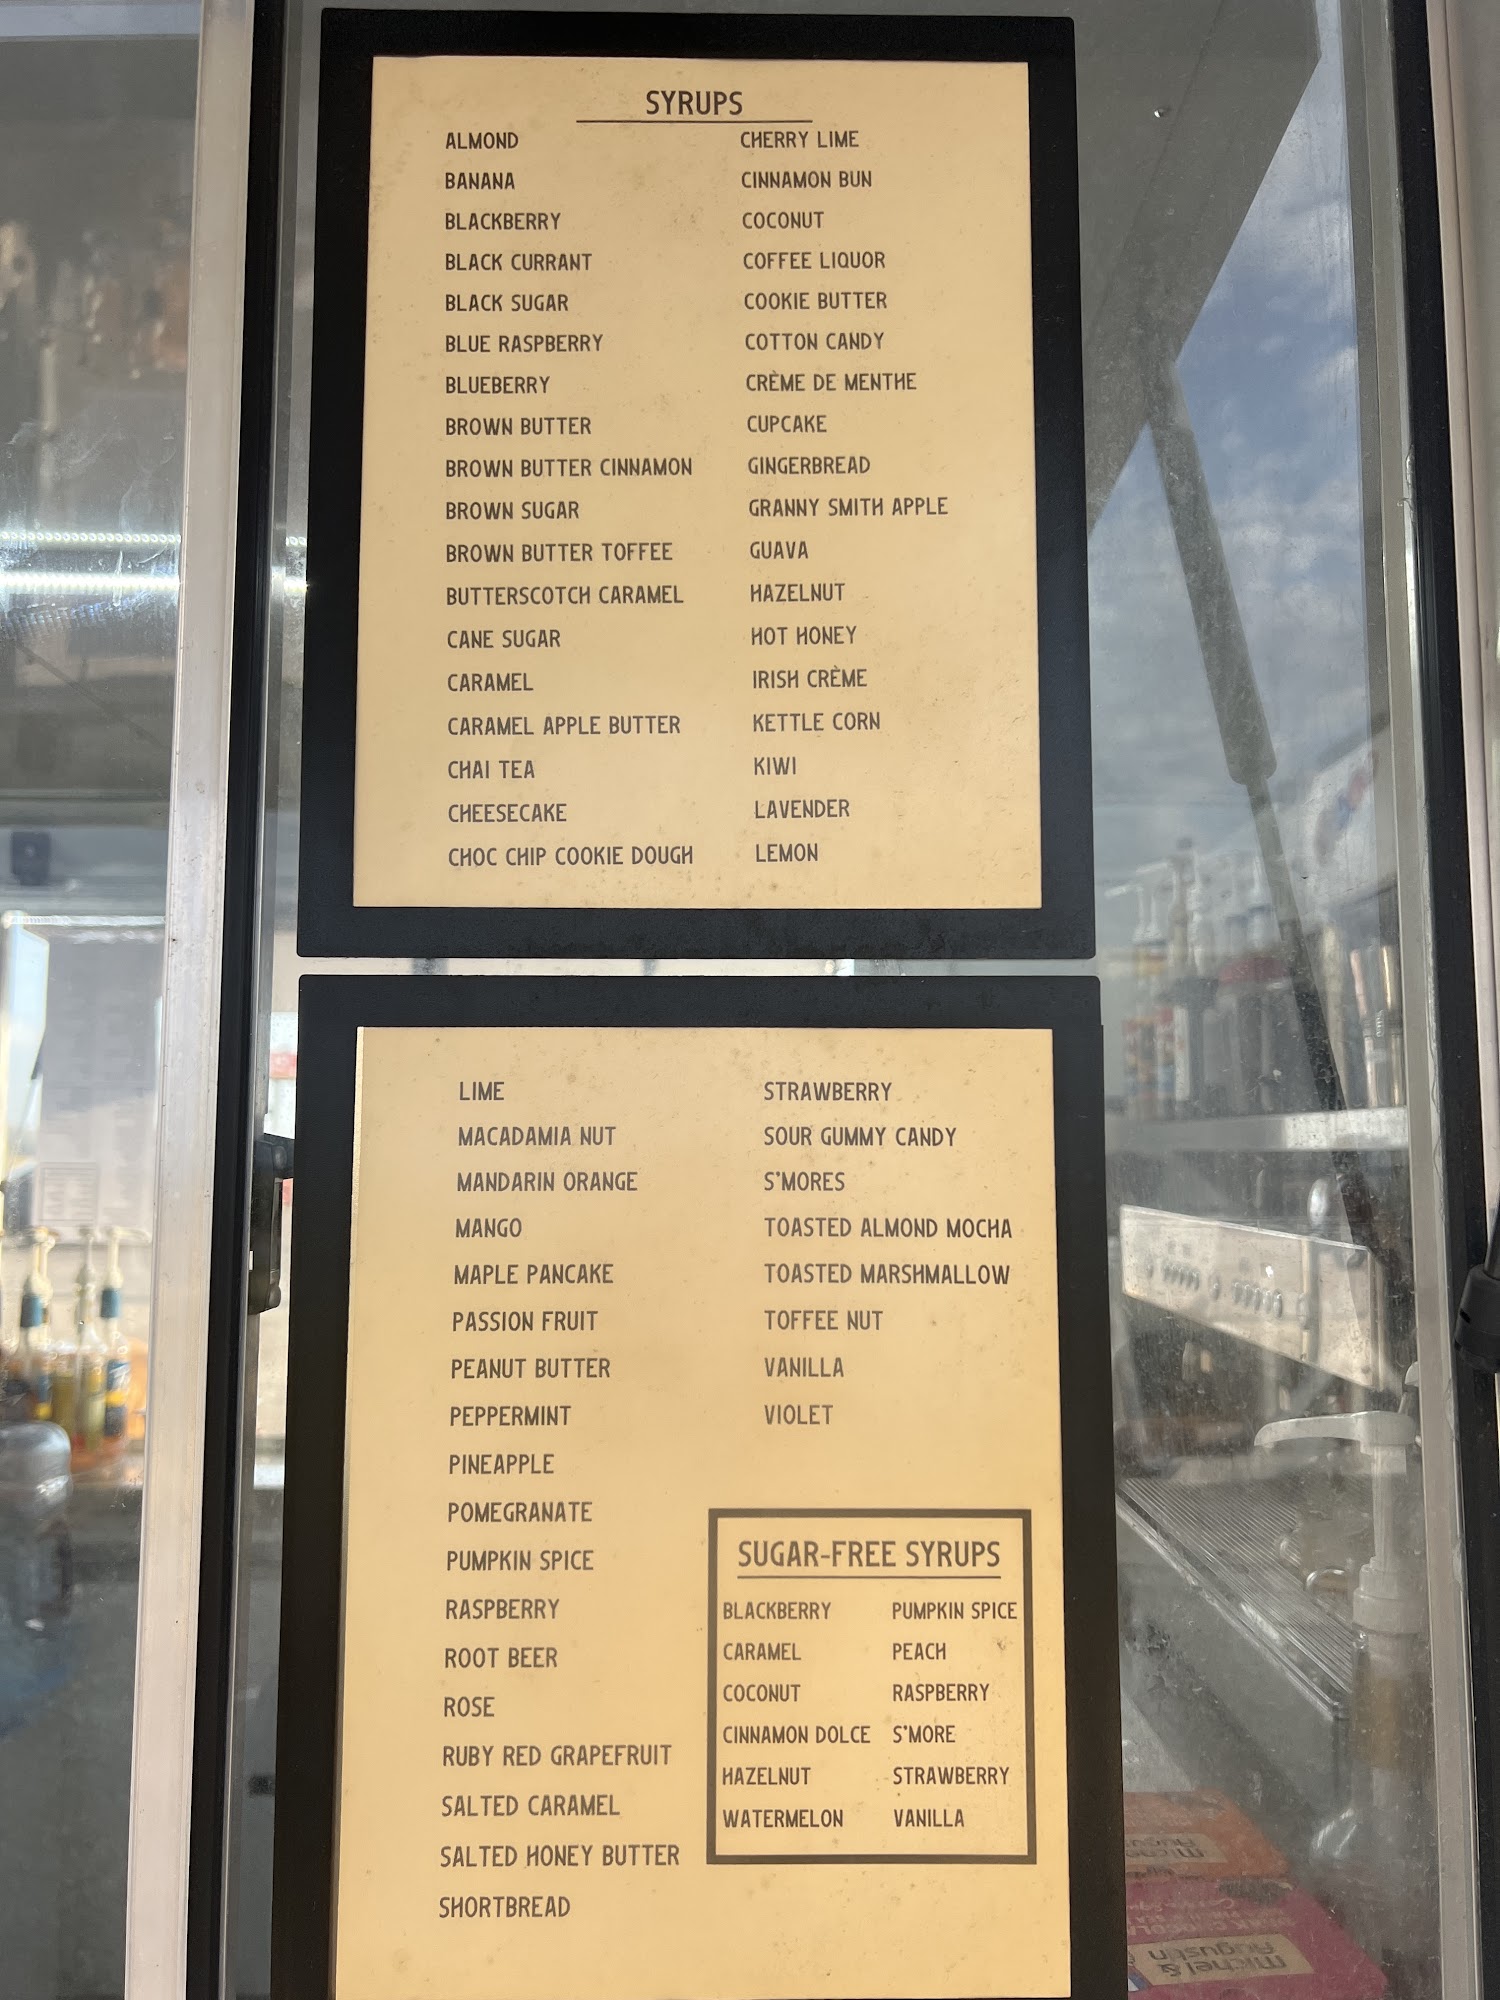 SYRUPS
ALMOND
BANANA
BLACKBERRY
BLACK CURRANT
BLACK SUGAR
BLUE RASPBERRY
BLUEBERRY
BROWN BUTTER
BROWN BUTTER CINNAMON
BROWN SUGAR
BROWN BUTTER TOFFEE
BUTTERSCOTCH CARAMEL
CANE SUGAR
CARAMEL
CARAMEL APPLE BUTTER
CHAI TEA
CHEESECAKE
CHOC CHIP COOKIE DOUGH
CHERRY LIME
CINNAMON BUN
COCONUT
COFFEE LIQUOR
COOKIE BUTTER
COTTON CANDY
CRÈME DE MENTHE
CUPCAKE
GINGERBREAD
GRANNY SMITH APPLE
GUAVA
HAZELNUT
HOT HONEY
IRISH CRÈME
KETTLE CORN
KIWI
LAVENDER
LEMON
LIME
MACADAMIA NUT
MANDARIN ORANGE
MANGO
MAPLE PANCAKE
PASSION FRUIT
PEANUT BUTTER
PEPPERMINT
PINEAPPLE
POMEGRANATE
PUMPKIN SPICE
RASPBERRY
ROOT BEER
ROSE
RUBY RED GRAPEFRUIT
SALTED CARAMEL
SALTED HONEY BUTTER
SHORTBREAD
STRAWBERRY
SOUR GUMMY CANDY
S'MORES
TOASTED ALMOND MOCHA
TOASTED MARSHMALLOW
TOFFEE NUT
VANILLA
VIOLET
SUGAR-FREE SYRUPS
BLACKBERRY
CARAMEL
COCONUT
CINNAMON DOLCE
HAZELNUT
WATERMELON
PUMPKIN SPICE
PEACH
RASPBERRY
S'MORE
STRAWBERRY
VANILLA
Michel &
Augustin